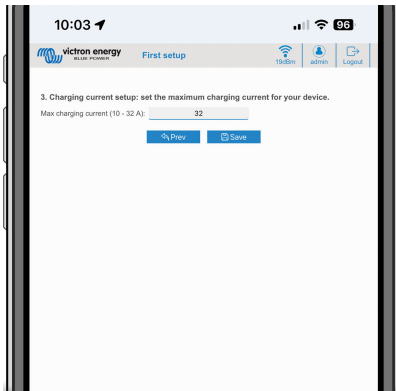 10:03
96
victron energy
BLUE POWER
First setup
19dBm
admin
Logout
3. Charging current setup: set the maximum charging current for your device.
Max charging current (10 - 32 A):
32
Prev
Save